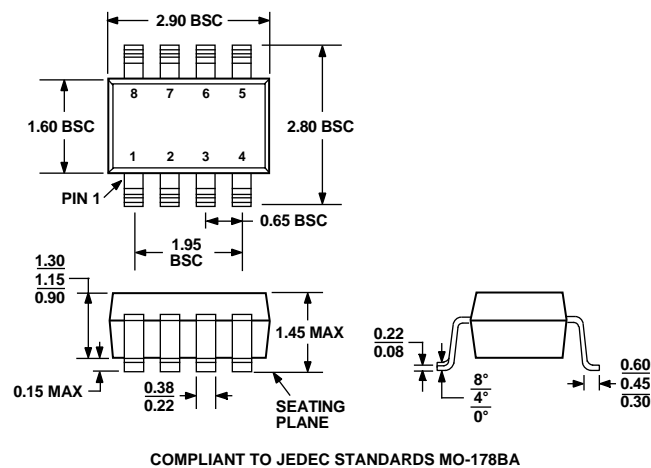 2.90 BSC
8 7 6 5
1.60 BSC
2.80 BSC
1 2 3 4
PIN 1
0.65 BSC
1.95
BSC
1.30
1.15
0.90
1.45 MAX
0.15 MAX
0.38
0.22
SEATING
PLANE
0.22
0.08
8°
4°
0°
0.60
0.45
0.30
COMPLIANT TO JEDEC STANDARDS MO-178BA